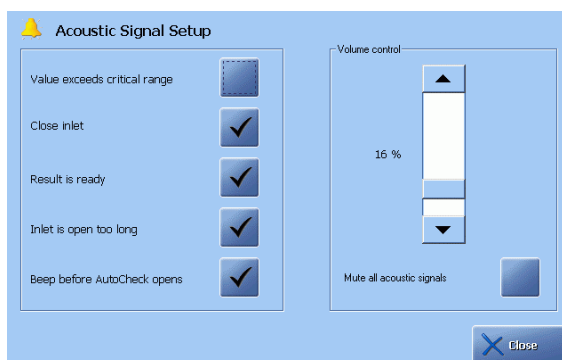 Acoustic Signal Setup
Value exceeds critical range
Close inlet
Result is ready
Inlet is open too long
Beep before AutoCheck opens
Volume control
16 %
Mute all acoustic signals
Close